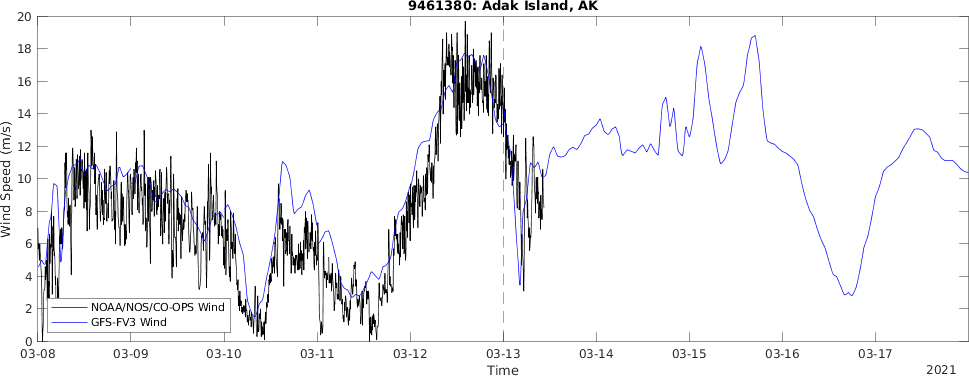 9461380: Adak Island, AK
Wind Speed (m/s)
20
18
16
14
12
10
8
6
4
2
0
NOAA/NOS/CO-OPS Wind
GFS-FV3 Wind
03-08 03-09 03-10 03-11 03-12 03-13 03-14 03-15 03-16 03-17
Time
2021